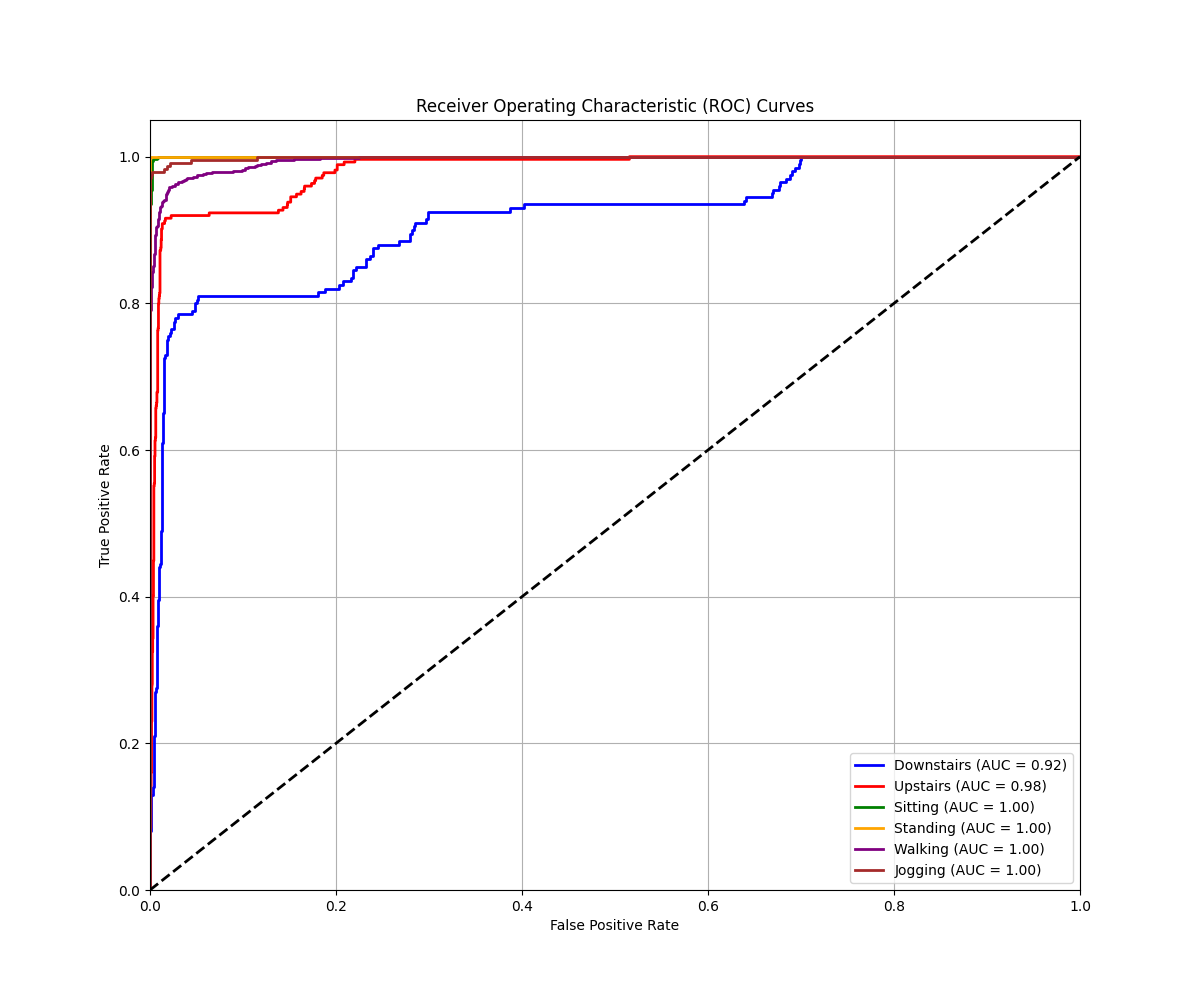 Receiver Operating Characteristic (ROC) Curves
1.0
0.8
0.6
0.4
0.2
0.0
True Positive Rate
0.0 0.2 0.4 0.6 0.8 1.0
False Positive Rate
Downstairs (AUC = 0.92)
Upstairs (AUC = 0.98)
Sitting (AUC = 1.00)
Standing (AUC = 1.00)
Walking (AUC = 1.00)
Jogging (AUC = 1.00)